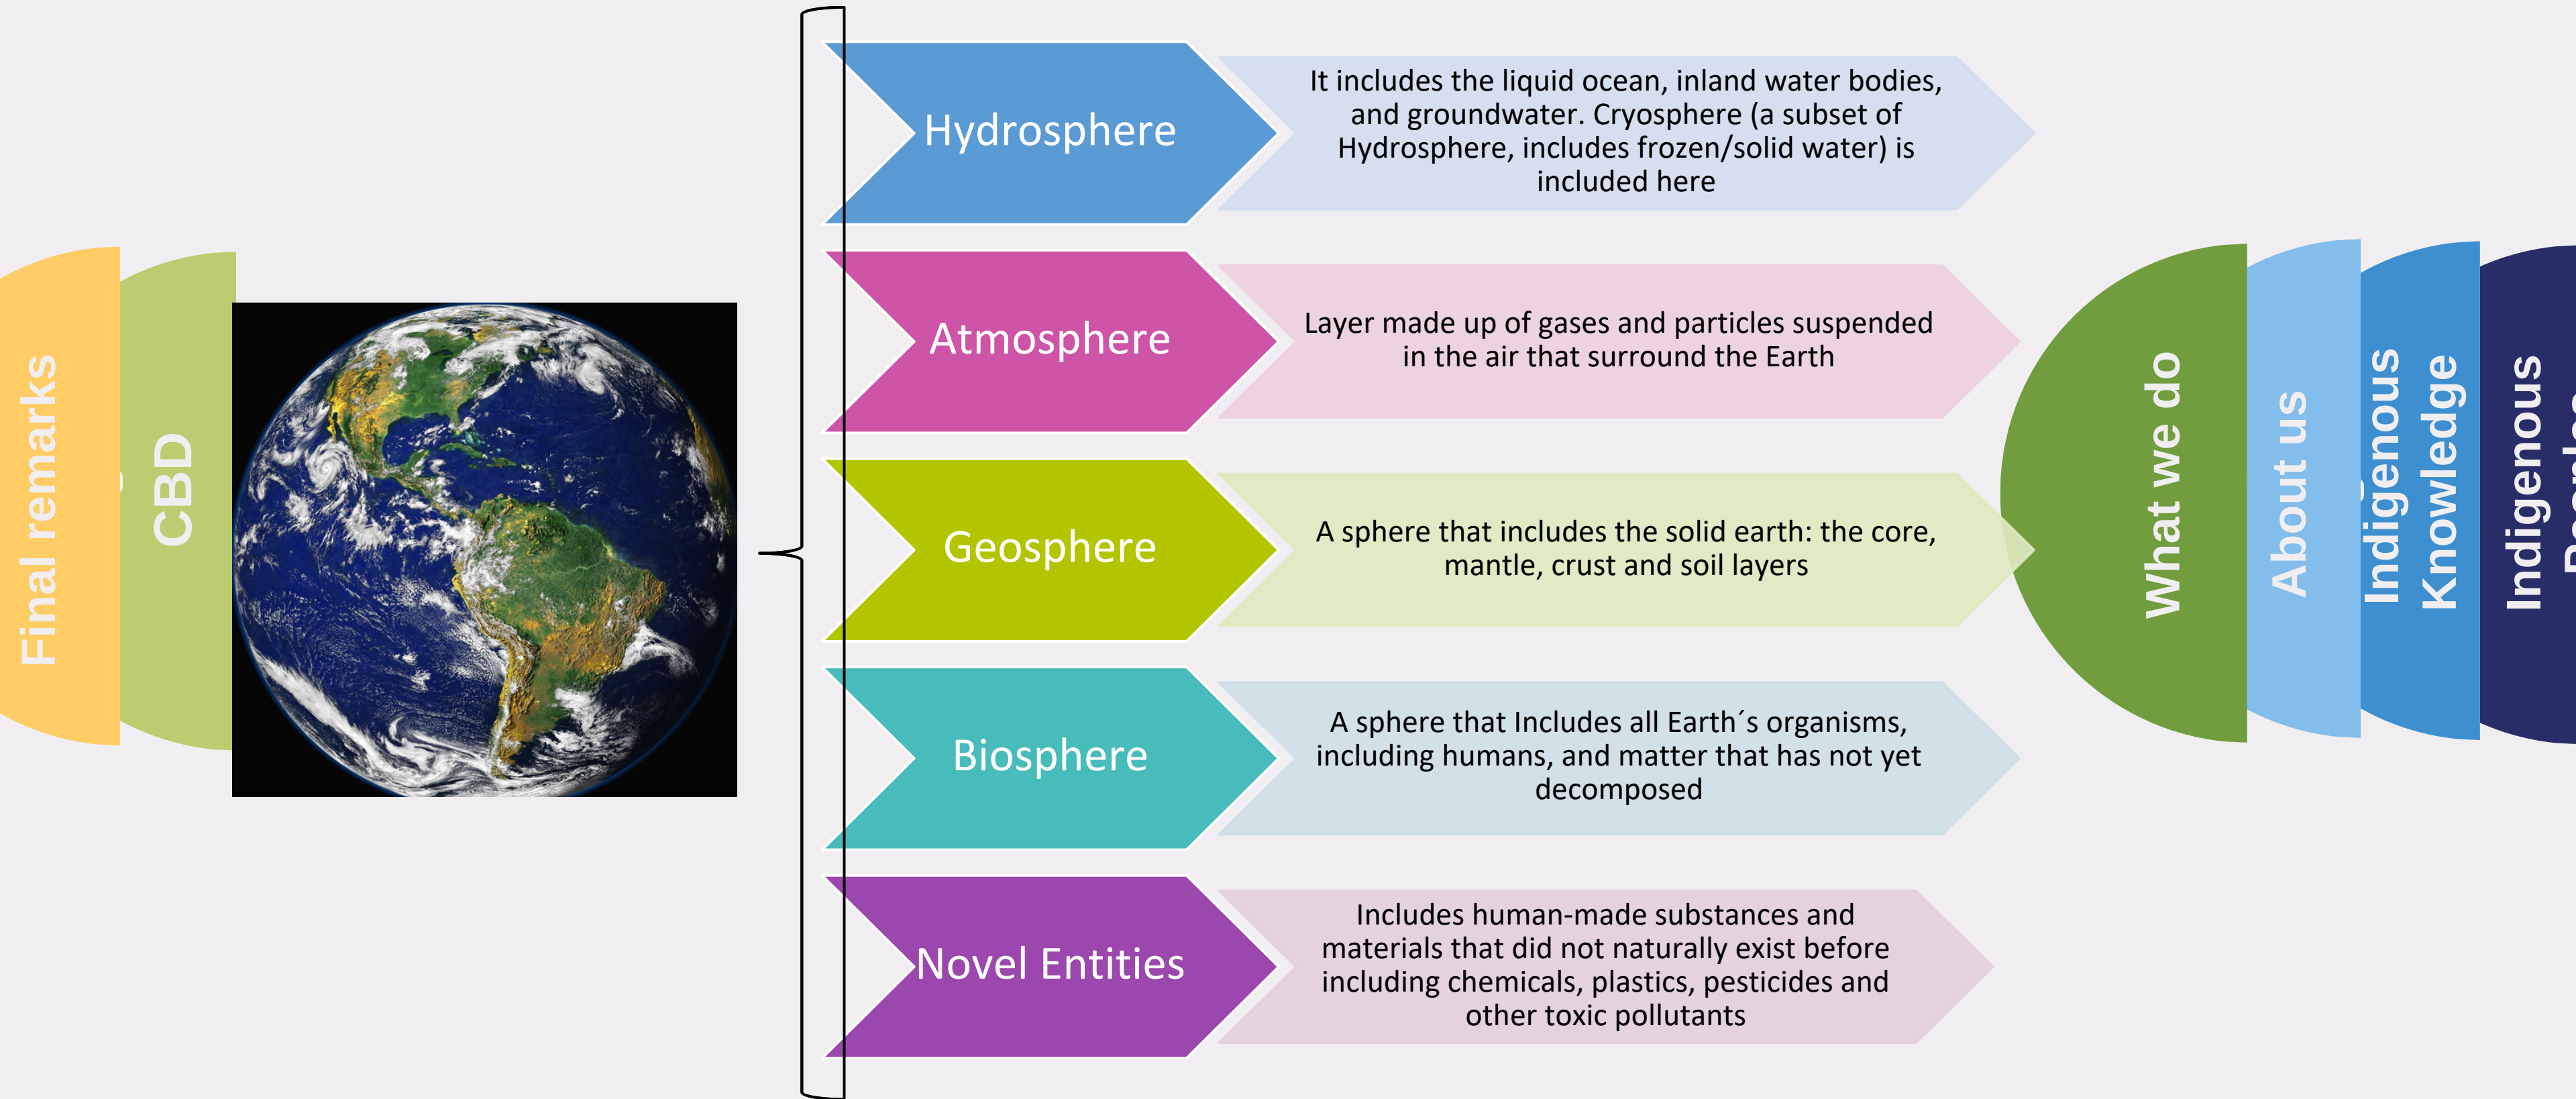 Final remarks
CBD
Hydrosphere
It includes the liquid ocean, inland water bodies,
and groundwater. Cryosphere (a subset of
Hydrosphere, includes frozen/solid water) is
included here
Atmosphere
Layer made up of gases and particles suspended
in the air that surround the Earth
Geosphere
A sphere that includes the solid earth: the core,
mantle, crust and soil layers
Biosphere
A sphere that Includes all Earth´s organisms,
including humans, and matter that has not yet
decomposed
Novel Entities
Includes human-made substances and
materials that did not naturally exist before
including chemicals, plastics, pesticides and
other toxic pollutants
What we do
About us
Indigenous
Knowledge
Indigenous